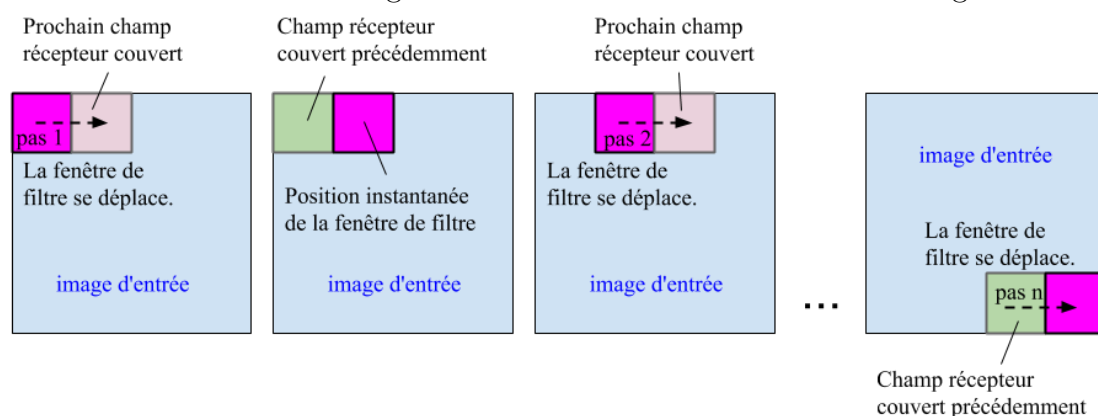 Prochain champ
récepteur couvert
pas 1
La fenêtre de
filtre se déplace.
image d'entrée
Champ récepteur
couvert précédemment
Position instantanée
de la fenêtre de filtre
image d'entrée
Prochain champ
récepteur couvert
pas 2
La fenêtre de
filtre se déplace.
image d'entrée
...
image d'entrée
La fenêtre de
filtre se déplace.
pas n
Champ récepteur
couvert précédemment